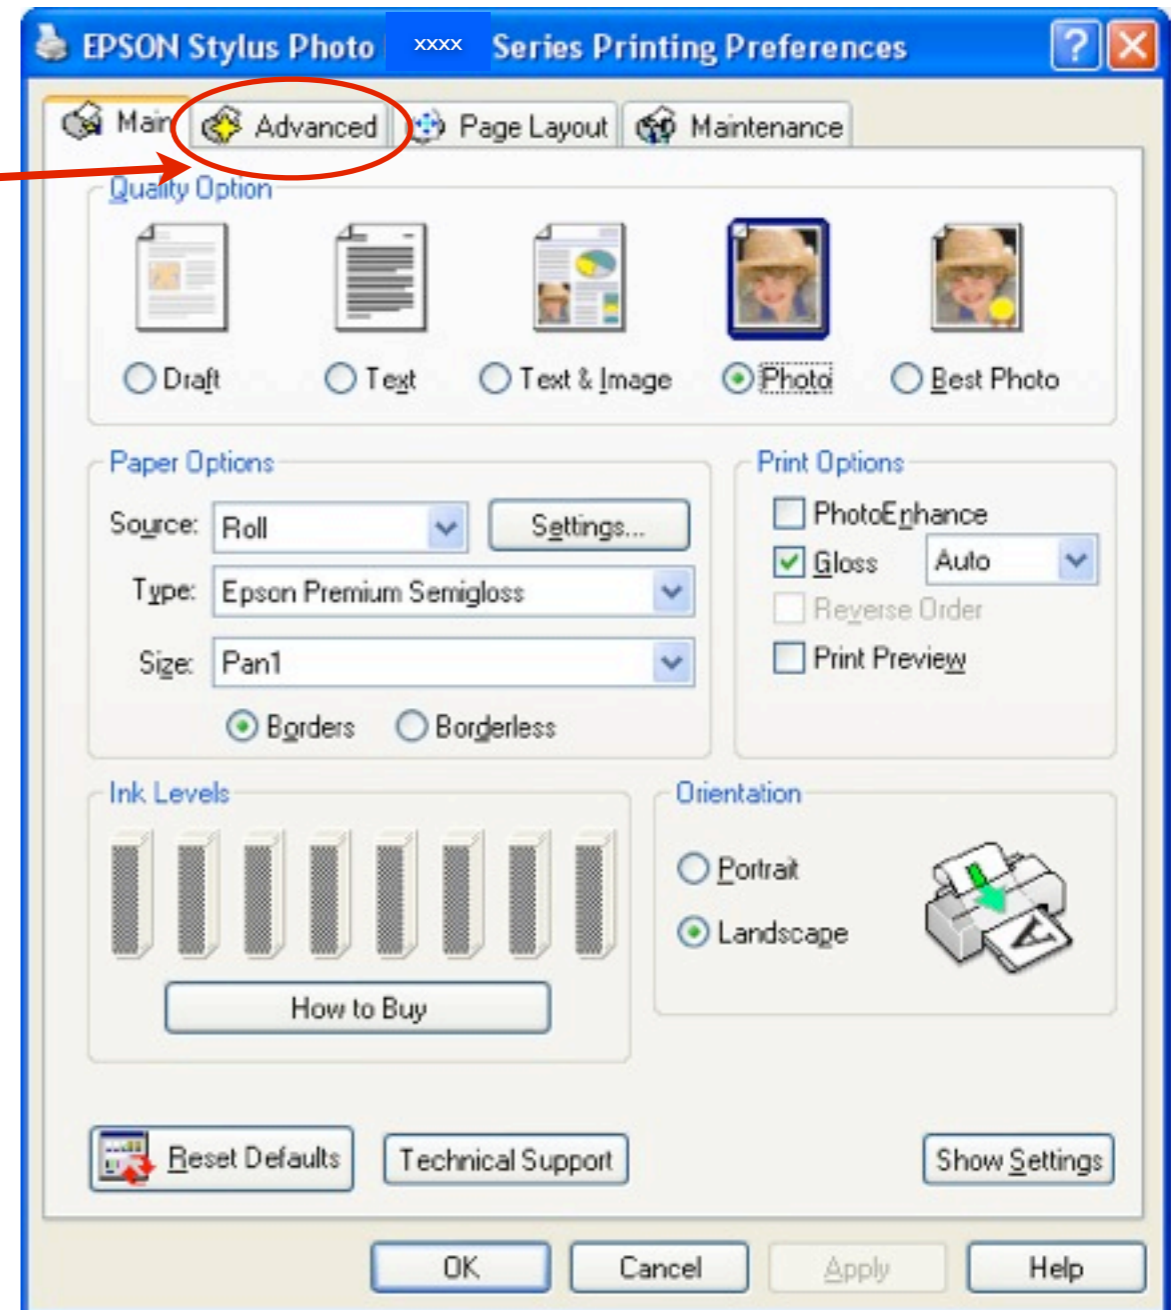 EPSON Stylus Photo xxxx Series Printing Preferences
Main Advanced Page Layout Maintenance
Quality Option
Draft Text Text & Image Photo Best Photo
Paper Options
Source: Roll Settings...
Type: Epson Premium Semigloss
Size: Pan1
Borders Borderless
Print Options
PhotoEnhance
Gloss Auto
Reverse Order
Print Preview
Ink Levels
How to Buy
Orientation
Portrait
Landscape
A
Reset Defaults Technical Support Show Settings
OK Cancel Apply Help